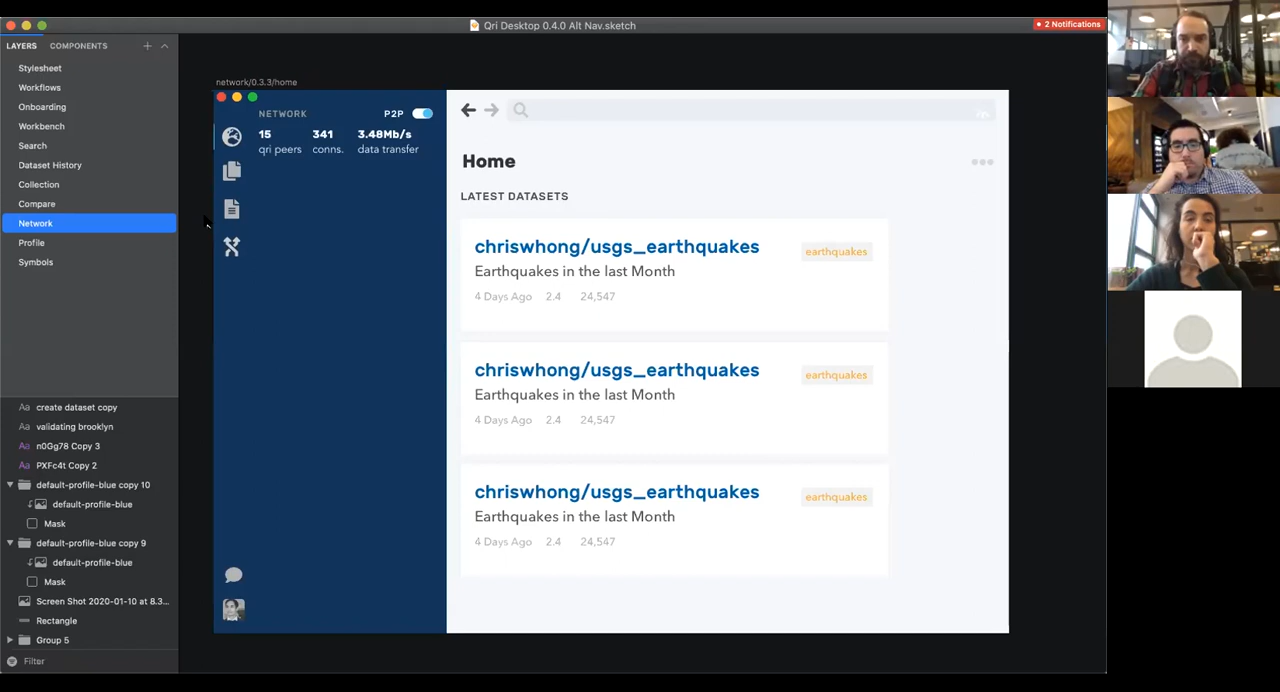 Qri Desktop 0.4.0 Alt Nav.sketch
2 Notifications
LAYERS COMPONENTS
Stylesheet
Workflows
Onboarding
Workbench
Search
Dataset History
Collection
Compare
Network
Profile
Symbols
Aa create dataset copy
Aa validating brooklyn
Aa n0Gg78 Copy 3
Aa PXFc4t Copy 2
default-profile-blue copy 10
default-profile-blue
Mask
default-profile-blue copy 9
default-profile-blue
Mask
Screen Shot 2020-01-10 at 8.3...
Rectangle
Group 5
Filter
network/0.3.3/home
NETWORK P2P
15 341 3.48Mb/s
qri peers conns. data transfer
Home
LATEST DATASETS
chriswhong/usgs_earthquakes earthquakes
Earthquakes in the last Month
4 Days Ago 2.4 24,547
chriswhong/usgs_earthquakes earthquakes
Earthquakes in the last Month
4 Days Ago 2.4 24,547
chriswhong/usgs_earthquakes earthquakes
Earthquakes in the last Month
4 Days Ago 2.4 24,547